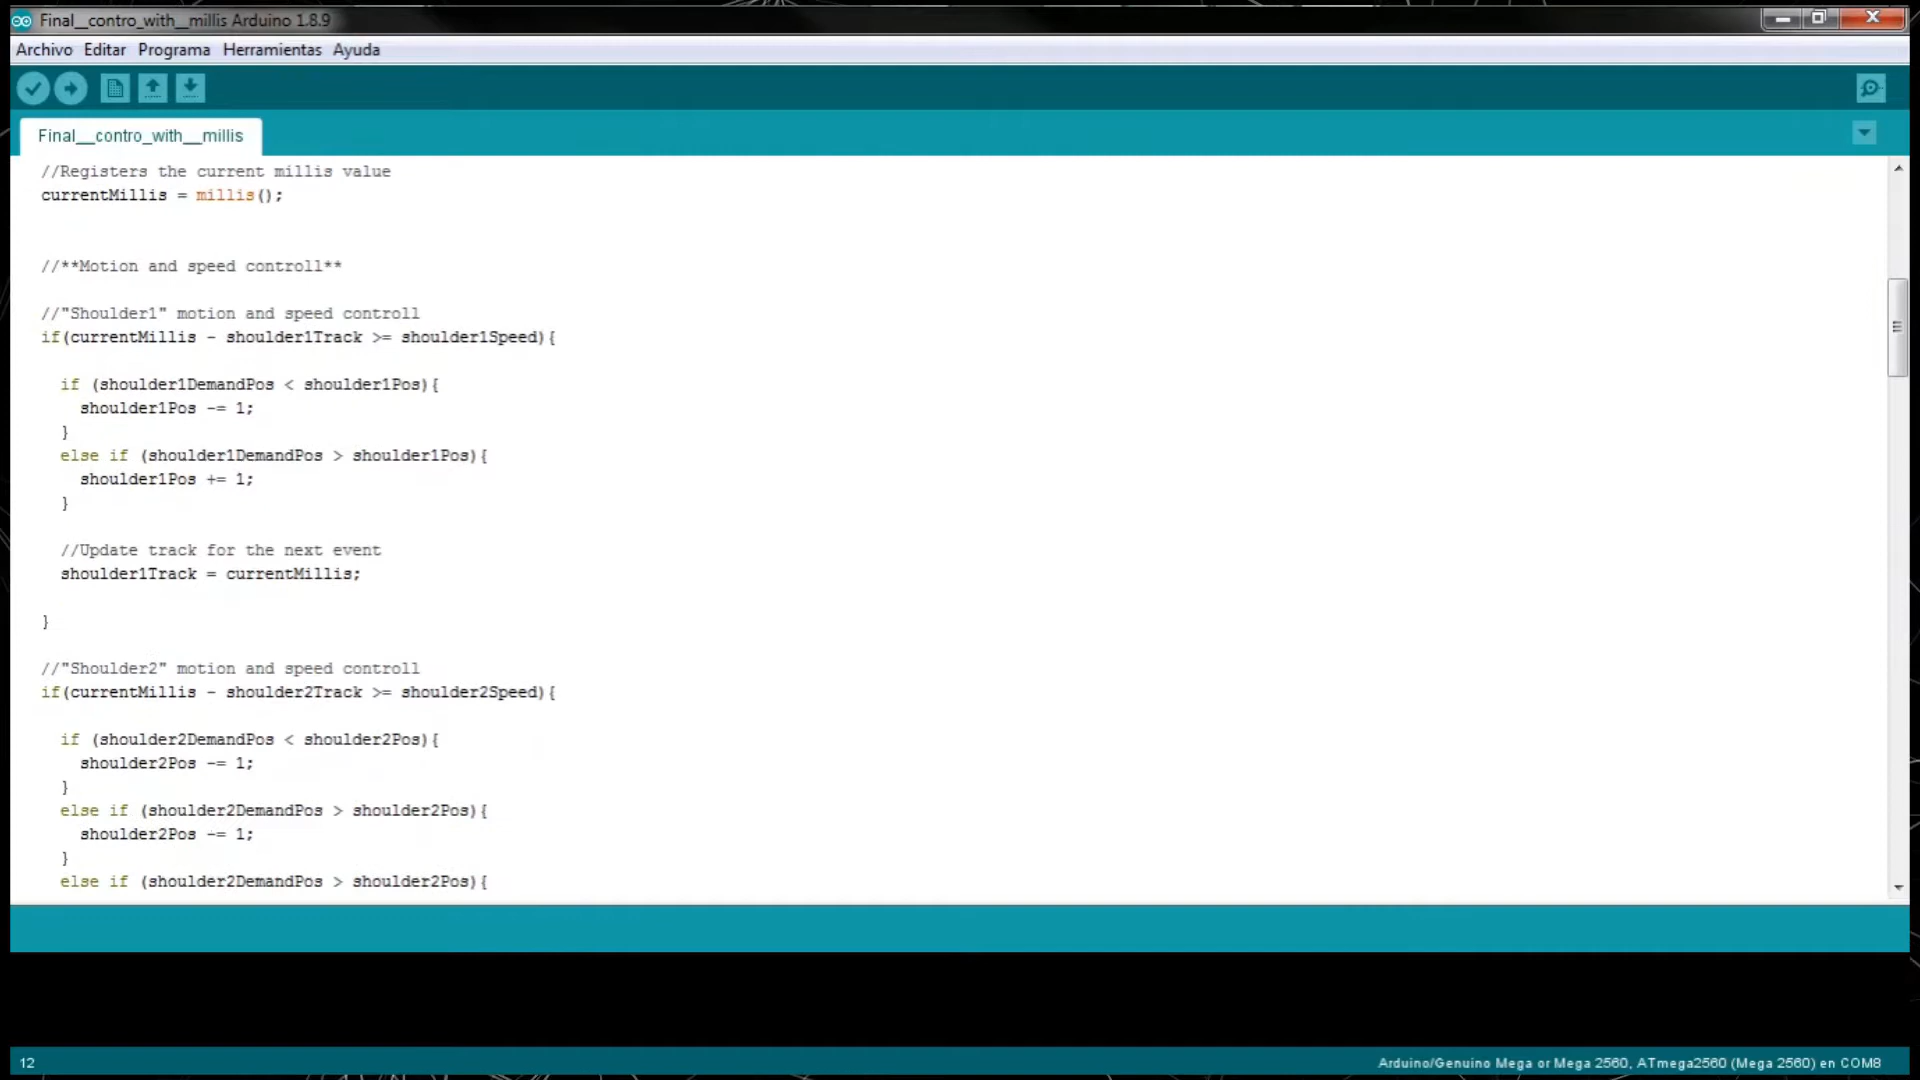 Final__contro_with__millis Arduino 1.8.9
Archivo Editar Programa Herramientas Ayuda
Final__contro_with__millis
//Registers the current millis value
currentMillis = millis();
//**Motion and speed controll**
//"Shoulder1" motion and speed controll
if(currentMillis - shoulder1Track >= shoulder1Speed){
if (shoulder1DemandPos < shoulder1Pos){
shoulder1Pos -= 1;
}
else if (shoulder1DemandPos > shoulder1Pos){
shoulder1Pos += 1;
}
//Update track for the next event
shoulder1Track = currentMillis;
}
//"Shoulder2" motion and speed controll
if(currentMillis - shoulder2Track >= shoulder2Speed){
if (shoulder2DemandPos < shoulder2Pos){
shoulder2Pos -= 1;
}
else if (shoulder2DemandPos > shoulder2Pos){
shoulder2Pos -= 1;
}
else if (shoulder2DemandPos > shoulder2Pos){
12
Arduino/Genuino Mega or Mega 2560, ATmega2560 (Mega 2560) en COM8